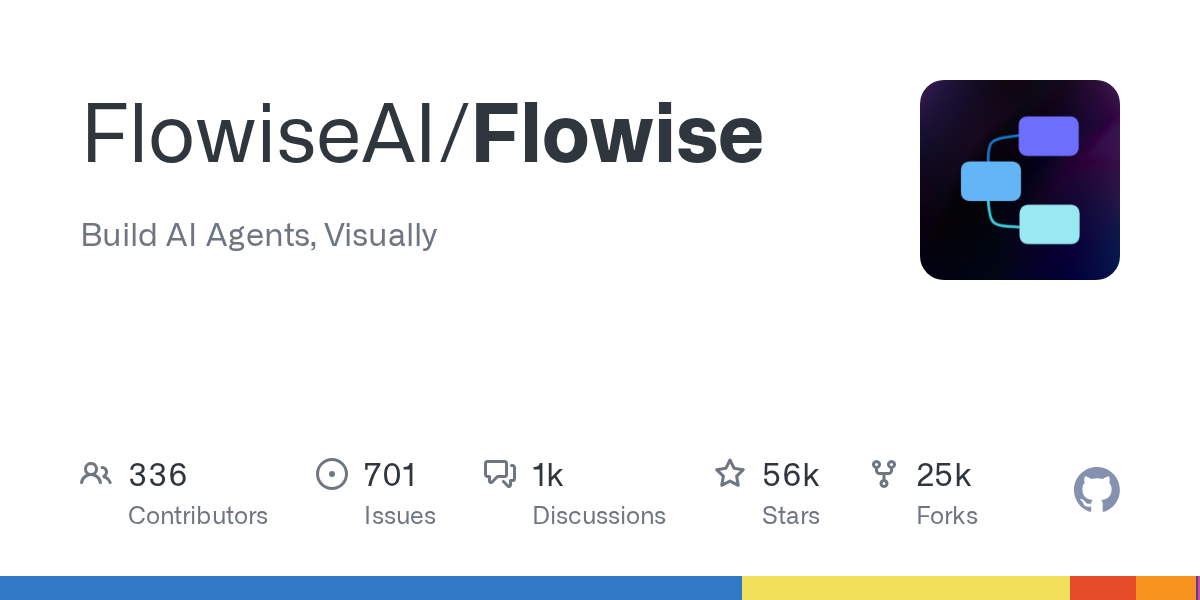 FlowiseAI/Flowise
Build AI Agents, Visually
336 701 1k 56k 25k
Contributors Issues Discussions Stars Forks